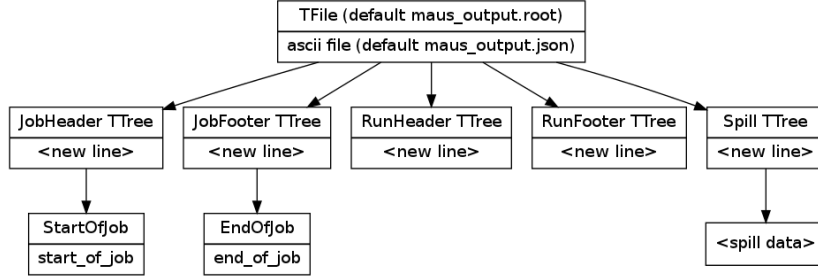 TFile (default maus_output.root)
ascii file (default maus_output.json)
JobHeader TTree
<new line>
JobFooter TTree
<new line>
RunHeader TTree
<new line>
RunFooter TTree
<new line>
Spill TTree
<new line>
StartOfJob
start_of_job
EndOfJob
end_of_job
<spill data>